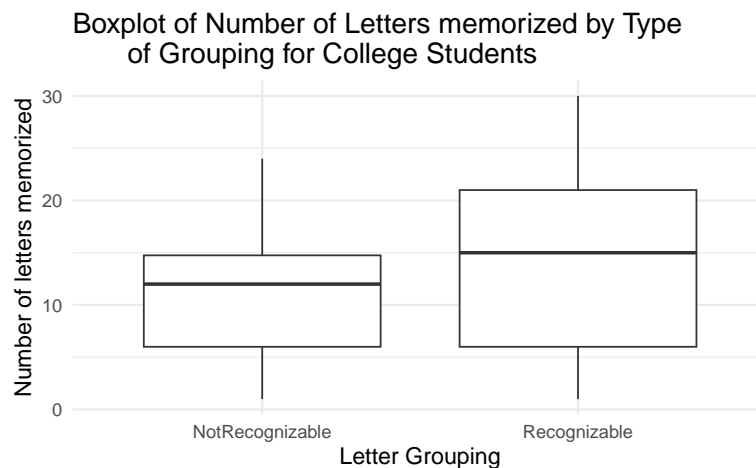 Boxplot of Number of Letters memorized by Type
of Grouping for College Students
Number of letters memorized
30
20
10
0
NotRecognizable
Recognizable
Letter Grouping